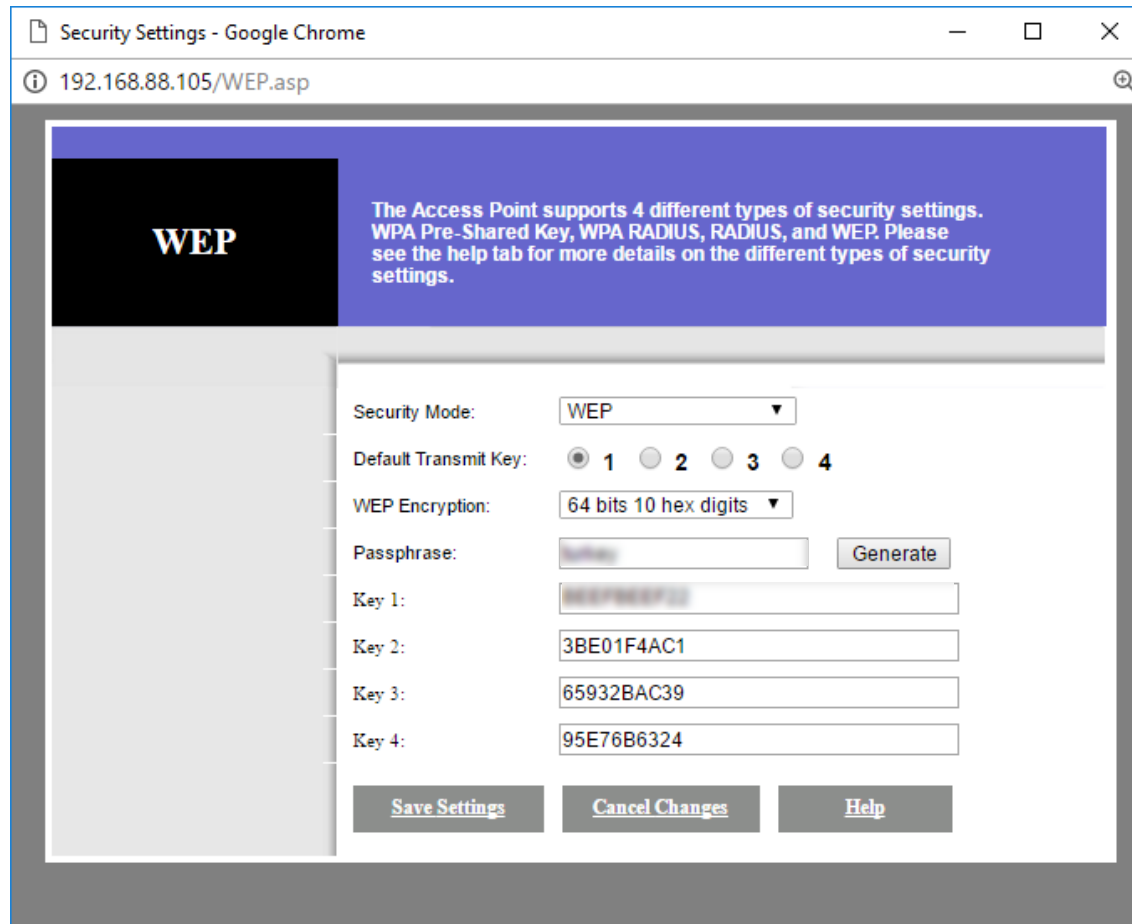 Security Settings - Google Chrome
192.168.88.105/WEP.asp
WEP
The Access Point supports 4 different types of security settings.
WPA Pre-Shared Key, WPA RADIUS, RADIUS, and WEP. Please
see the help tab for more details on the different types of security
settings.
Security Mode: WEP
Default Transmit Key: 1 2 3 4
WEP Encryption: 64 bits 10 hex digits
Passphrase: Generate
Key 1:
Key 2: 3BE01F4AC1
Key 3: 65932BAC39
Key 4: 95E76B6324
Save Settings Cancel Changes Help